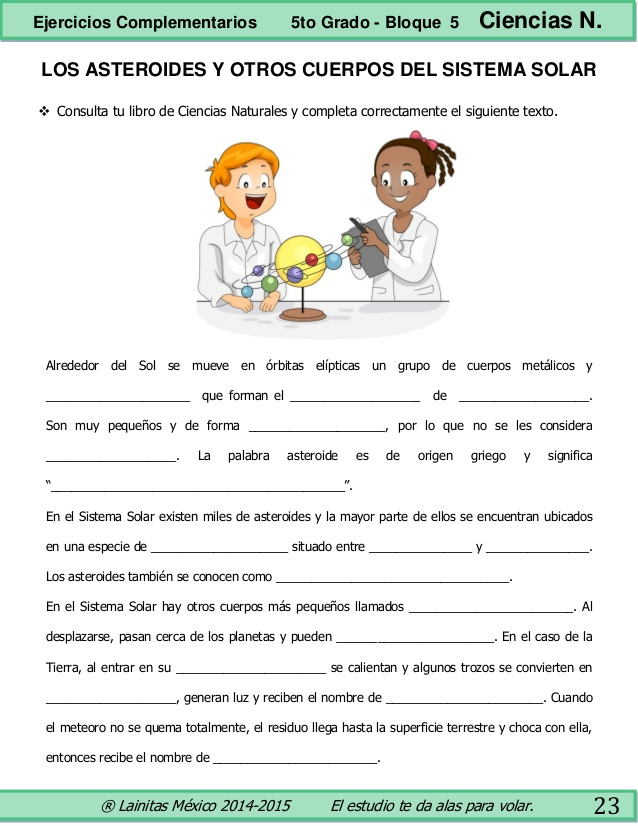 Ejercicios Complementarios 5to Grado - Bloque 5 Ciencias N.
LOS ASTEROIDES Y OTROS CUERPOS DEL SISTEMA SOLAR
❖ Consulta tu libro de Ciencias Naturales y completa correctamente el siguiente texto.
Alrededor del Sol se mueve en órbitas elípticas un grupo de cuerpos metálicos y
_____________________ que forman el ___________________ de ___________________.
Son muy pequeños y de forma ____________________, por lo que no se les considera
___________________. La palabra asteroide es de origen griego y significa
“___________________________________________”.
En el Sistema Solar existen miles de asteroides y la mayor parte de ellos se encuentran ubicados
en una especie de ____________________ situado entre _______________ y _______________.
Los asteroides también se conocen como __________________________________.
En el Sistema Solar hay otros cuerpos más pequeños llamados ________________________. Al
desplazarse, pasan cerca de los planetas y pueden _______________________. En el caso de la
Tierra, al entrar en su ______________________ se calientan y algunos trozos se convierten en
___________________, generan luz y reciben el nombre de _______________________. Cuando
el meteoro no se quema totalmente, el residuo llega hasta la superficie terrestre y choca con ella,
entonces recibe el nombre de ________________________.
® Lainitas México 2014-2015 El estudio te da alas para volar. 23